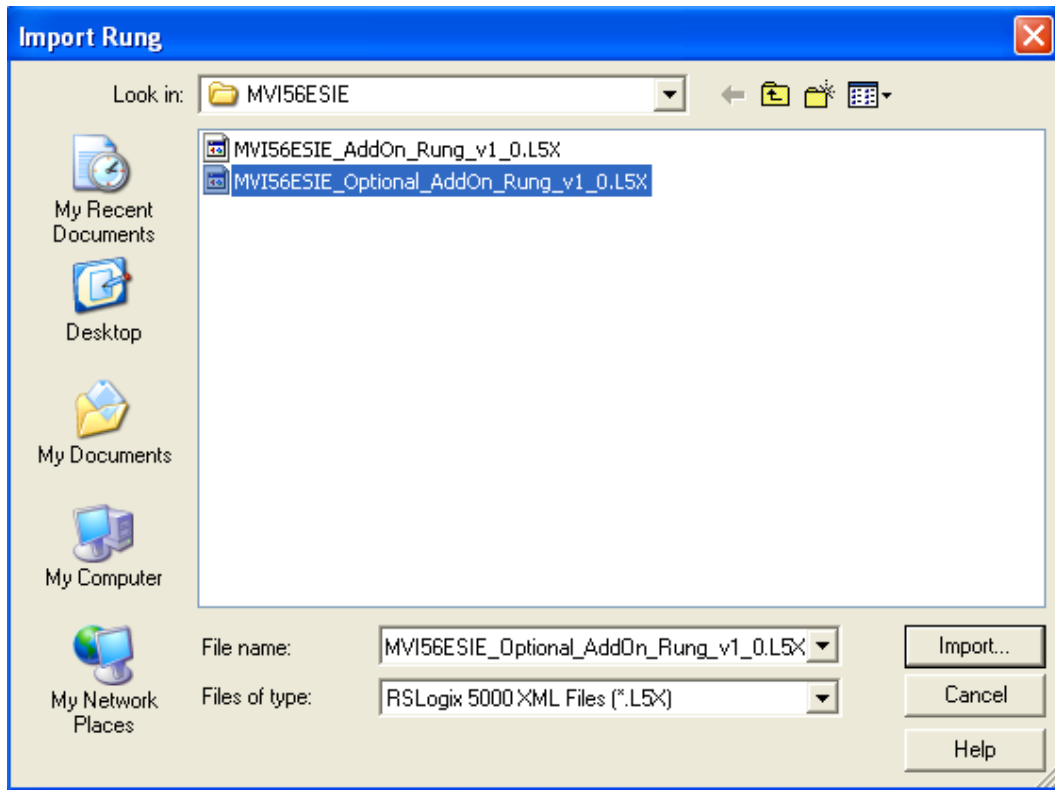 Import Rung
Look in:
MVI56ESIE
MVI56ESIE_AddOn_Rung_v1_0.L5X
MVI56ESIE_Optional_AddOn_Rung_v1_0.L5X
My Recent
Documents
Desktop
My Documents
My Computer
My Network
Places
File name:
MVI56ESIE_Optional_AddOn_Rung_v1_0.L5X
Import...
Files of type:
RSLogix 5000 XML Files (*.L5X)
Cancel
Help